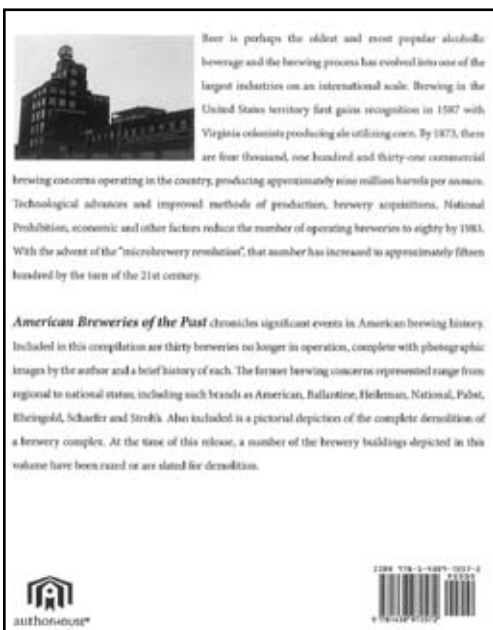 Beer is perhaps the oldest and most popular alcoholic
beverage and the brewing process has evolved into one of the
largest industries on an international scale. Brewing in the
United States territory first gains recognition in 1587 with
Virginia colonists producing ale utilizing corn. By 1873, there
are four thousand, one hundred and thirty-one commercial
brewing concerns operating in the country, producing approximately nine million barrels per annum.
Technological advances and improved methods of production, brewery acquisitions, National
Prohibition, economic and other factors reduce the number of operating breweries to eighty by 1983.
With the advent of the "microbrewery revolution", that number has increased to approximately fifteen
hundred by the turn of the 21st century.
American Breweries of the Past chronicles significant events in American brewing history.
Included in this compilation are thirty breweries no longer in operation, complete with photographic
images by the author and a brief history of each. The former brewing concerns represented range from
regional to national status, including such brands as American, Ballantine, Heileman, National, Pabst,
Rheingold, Schaefer and Stroh's. Also included is a pictorial depiction of the complete demolition of
a brewery complex. At the time of this release, a number of the brewery buildings depicted in this
volume have been razed or are slated for demolition.
authorHOUSE®
ISBN